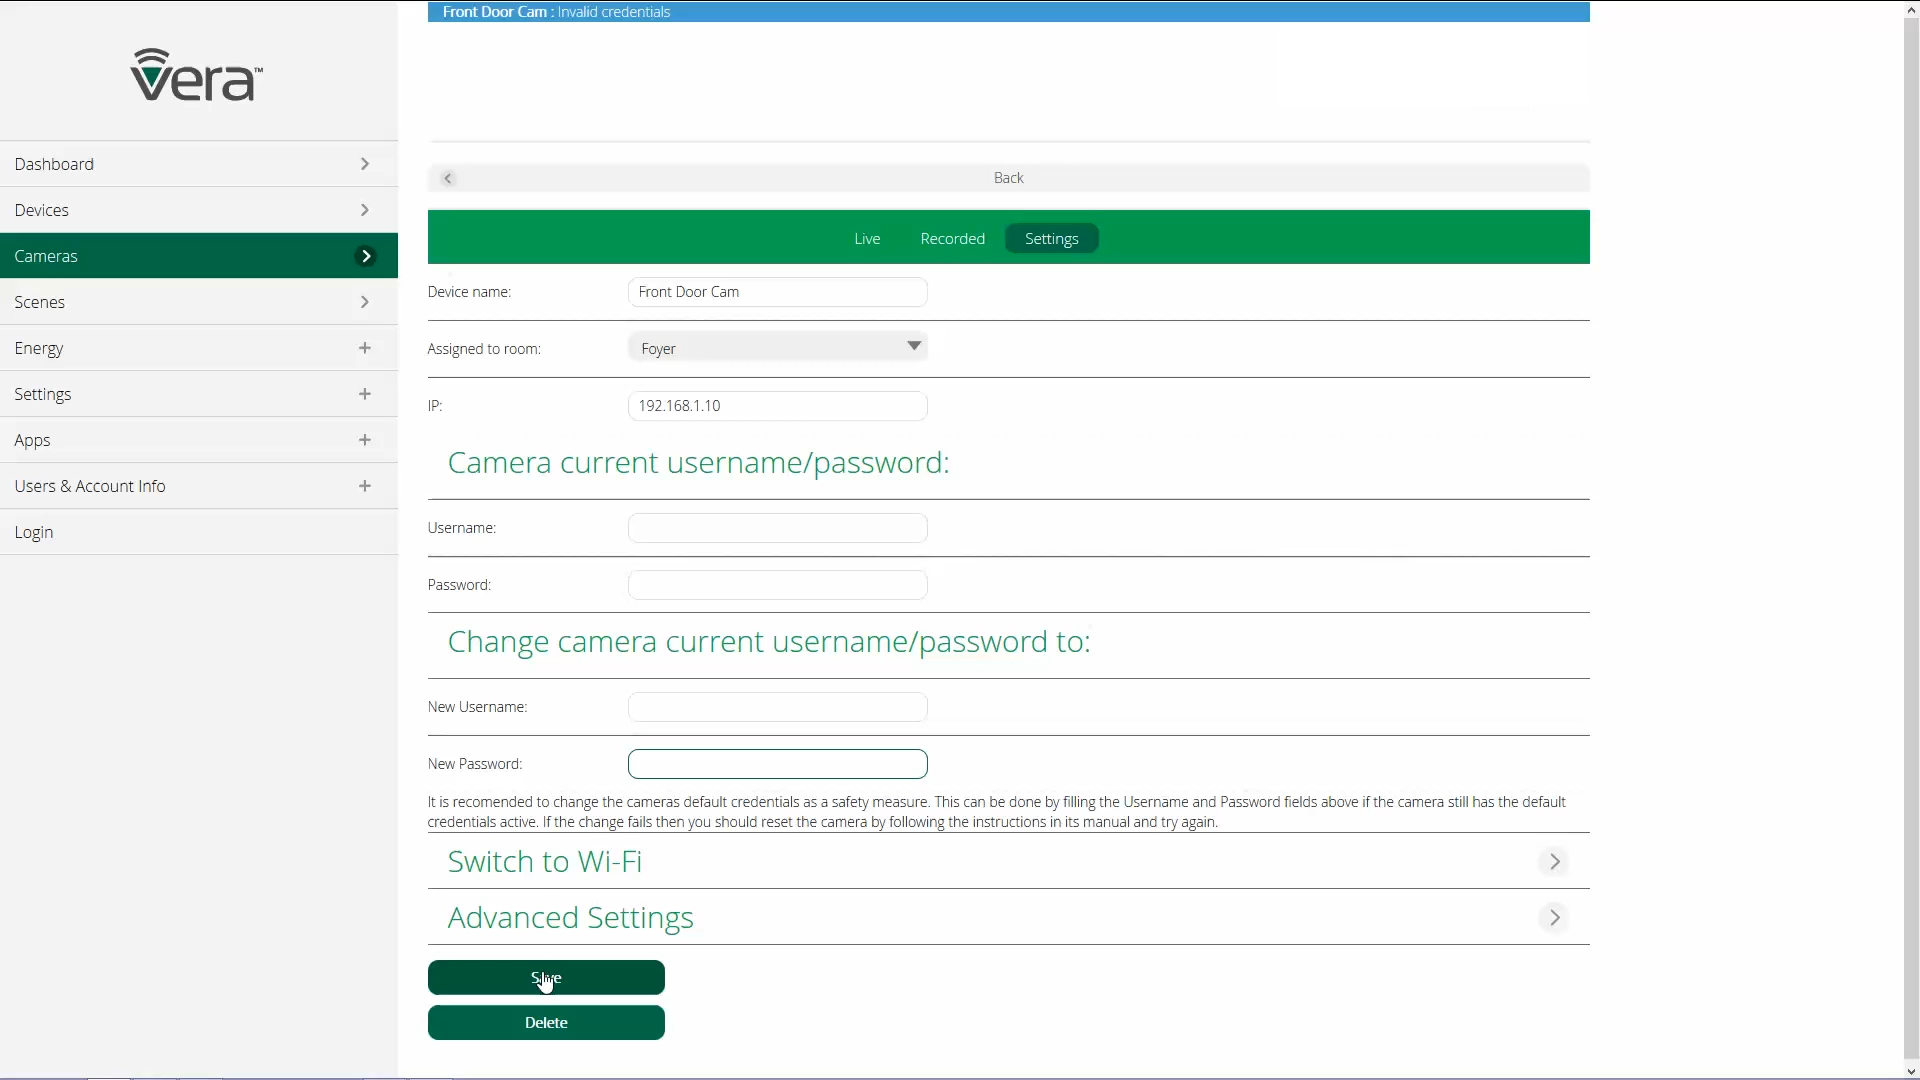 Front Door Cam : Invalid credentials
vera™
Dashboard
Devices
Cameras
Scenes
Energy
Settings
Apps
Users & Account Info
Login
Back
Live
Recorded
Settings
Device name:
Front Door Cam
Assigned to room:
Foyer
IP:
192.168.1.10
Camera current username/password:
Username:
Password:
Change camera current username/password to:
New Username:
New Password:
It is recomended to change the cameras default credentials as a safety measure. This can be done by filling the Username and Password fields above if the camera still has the default
credentials active. If the change fails then you should reset the camera by following the instructions in its manual and try again.
Switch to Wi-Fi
Advanced Settings
Save
Delete